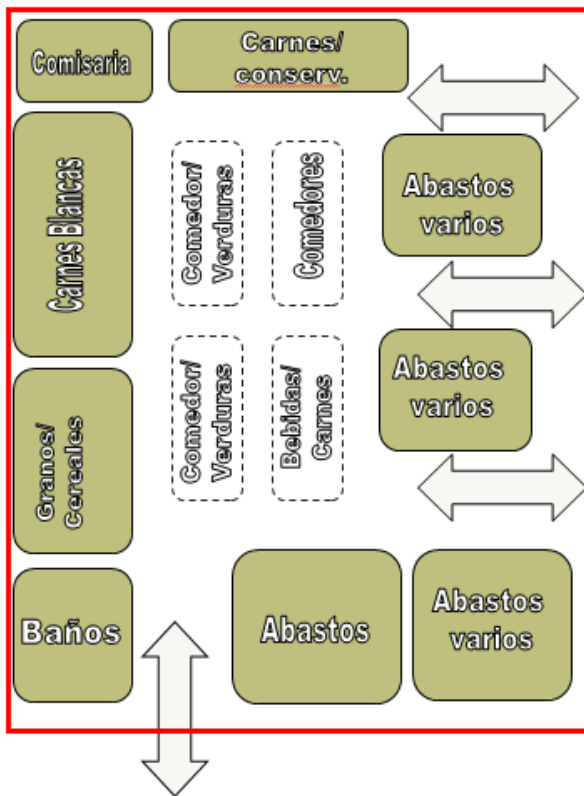 Comisaria
Carnes/
conserv.
Carnes Blancas
Comedor/
Verduras
Comedores
Abastos
varios
Granos/
Cereales
Comedor/
Verduras
Bebidas/
Carnes
Abastos
varios
Baños
Abastos
Abastos
varios